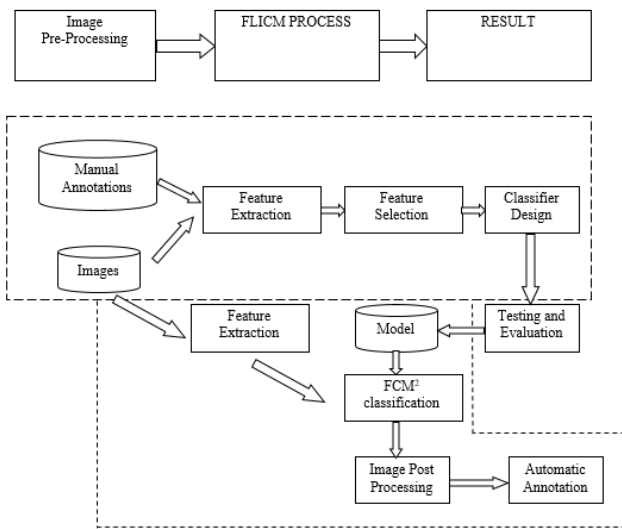 Image
Pre-Processing
FLICM PROCESS
RESULT
Manual
Annotations
Feature
Extraction
Feature
Selection
Classifier
Design
Images
Feature
Extraction
Model
Testing and
Evaluation
FCM²
classification
Image Post
Processing
Automatic
Annotation